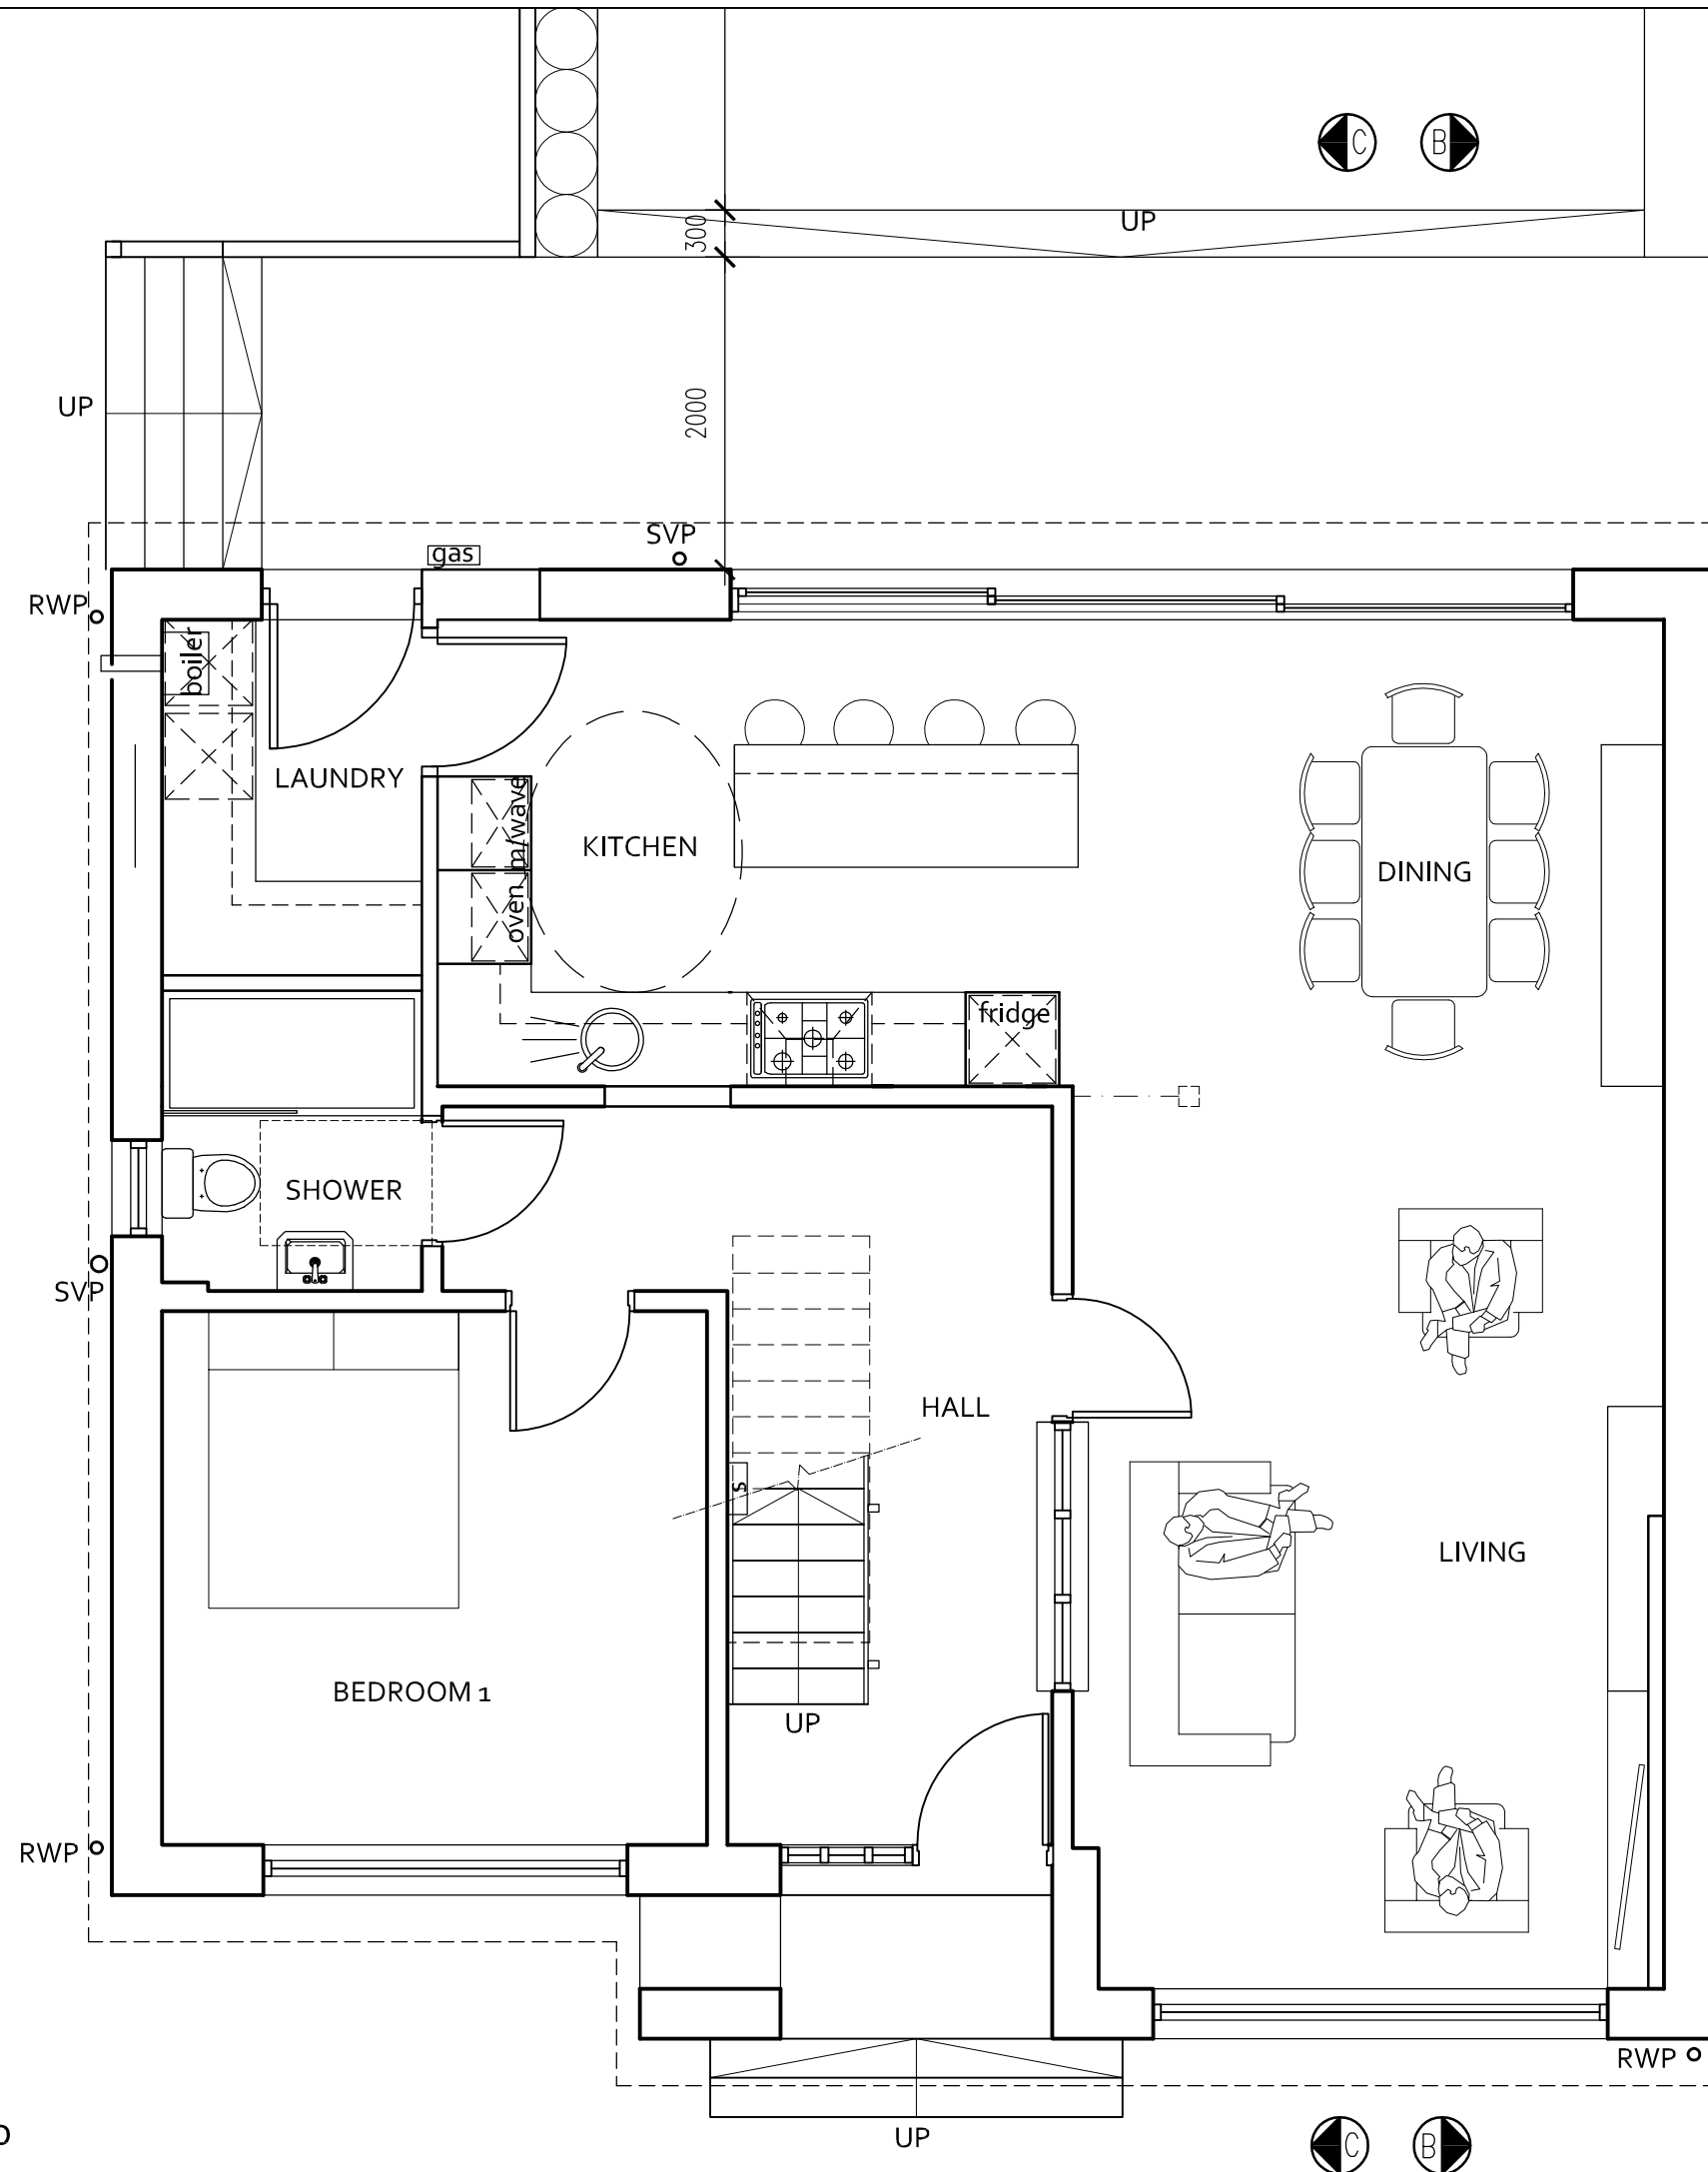 C
B
UP
300
UP
2000
SVP
gas
RWP
boiler
LAUNDRY
m/wave
KITCHEN
DINING
oven
fridge
SHOWER
SVP
HALL
s
LIVING
BEDROOM 1
UP
RWP
RWP
UP
C
B